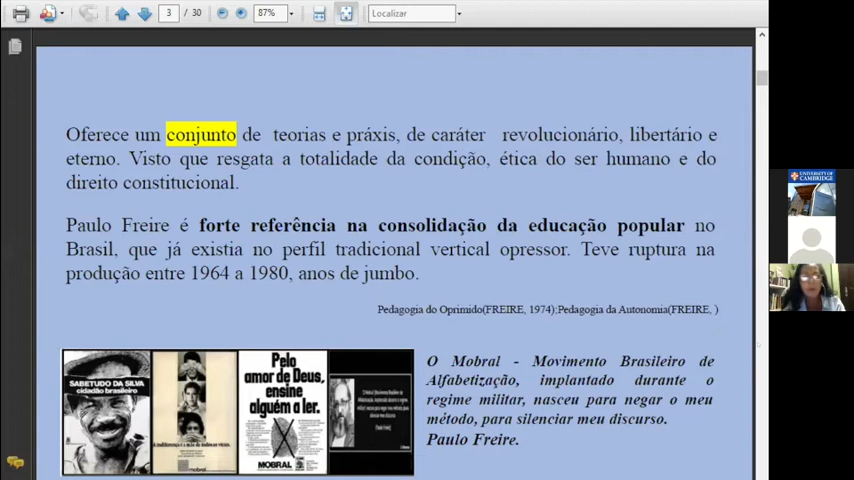 3 / 30
87%
Localizar
Oferece um conjunto de teorias e práxis, de caráter revolucionário, libertário e
eterno. Visto que resgata a totalidade da condição, ética do ser humano e do
direito constitucional.
Paulo Freire é forte referência na consolidação da educação popular no
Brasil, que já existia no perfil tradicional vertical opressor. Teve ruptura na
produção entre 1964 a 1980, anos de jumbo.
Pedagogia do Oprimido(FREIRE, 1974);Pedagogia da Autonomia(FREIRE, )
SABETUDO DA SILVA
cidadão brasileiro
mobral
Pelo
amor de Deus,
ensine
alguém a ler.
MOBRAL
O Mobral - Movimento Brasileiro de
Alfabetização, implantado durante o
regime militar, nasceu para negar o meu
método, para silenciar meu discurso.
Paulo Freire.
UNIVERSITY OF
CAMBRIDGE